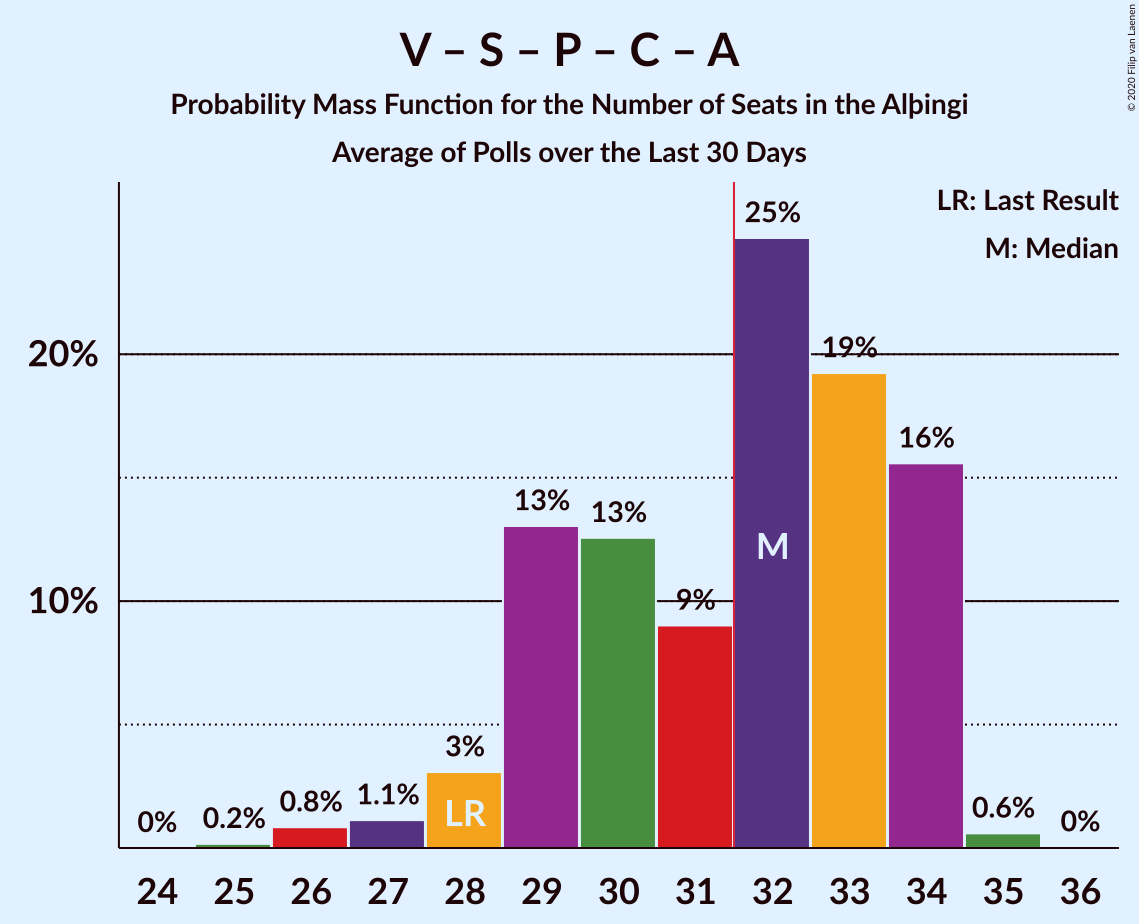 V – S – P – C – A
Probability Mass Function for the Number of Seats in the Alþingi
Average of Polls over the Last 30 Days
© 2020 Filip van Laenen
LR: Last Result
M: Median
20%
10%
0%
0.2%
0.8%
1.1%
3%
13%
13%
9%
25%
19%
16%
0.6%
0%
LR
M
24 25 26 27 28 29 30 31 32 33 34 35 36